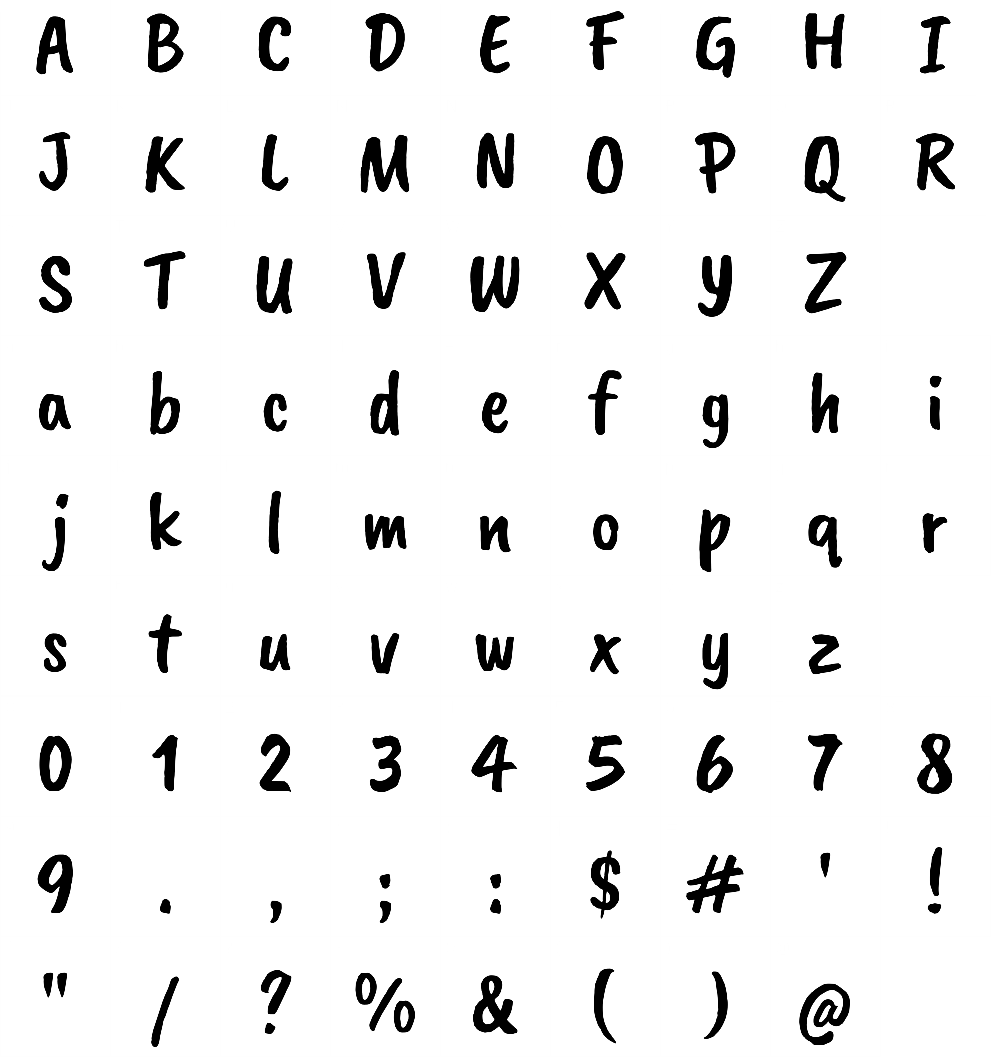 A B C D E F G H I
J K L M N O P Q R
S T U V W X Y Z
a b c d e f g h i
j k l m n o p q r
s t u v w x y z
0 1 2 3 4 5 6 7 8
9 . , ; : $ # ' !
" / ? % & ( ) @